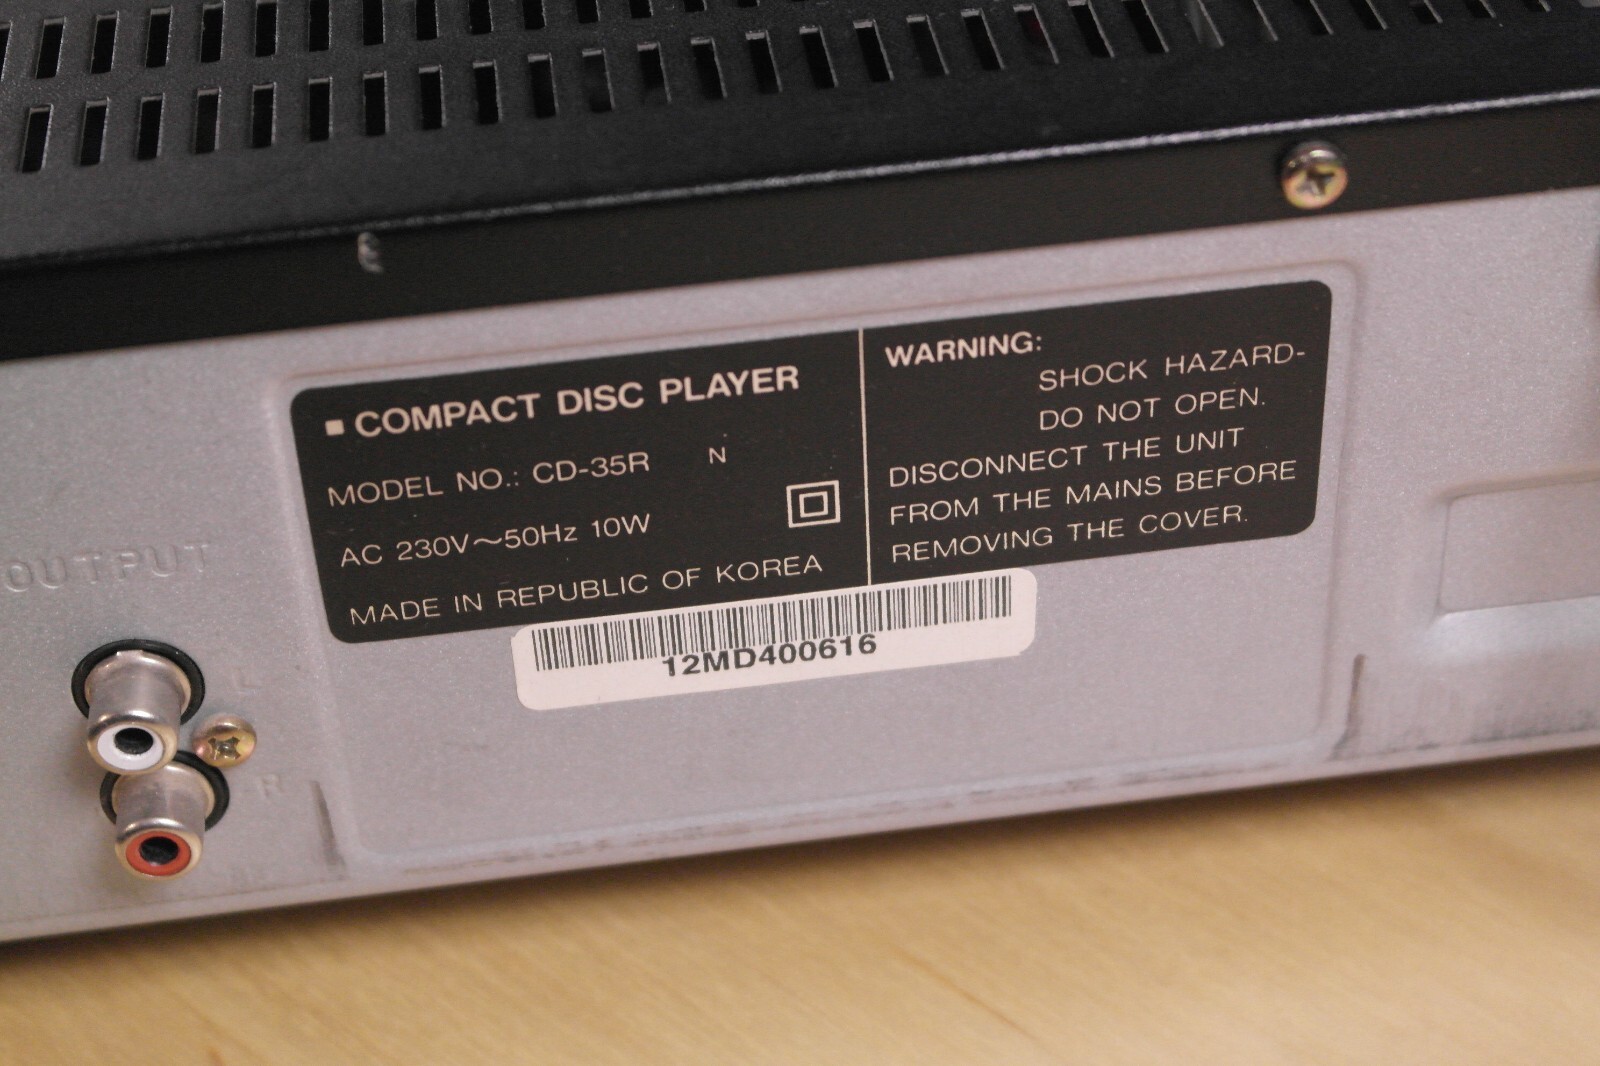 OUTPUT
L
R
■ COMPACT DISC PLAYER
MODEL NO.: CD-35R N
AC 230V～50Hz 10W
MADE IN REPUBLIC OF KOREA
WARNING:
SHOCK HAZARD-
DO NOT OPEN.
DISCONNECT THE UNIT
FROM THE MAINS BEFORE
REMOVING THE COVER.
12MD400616